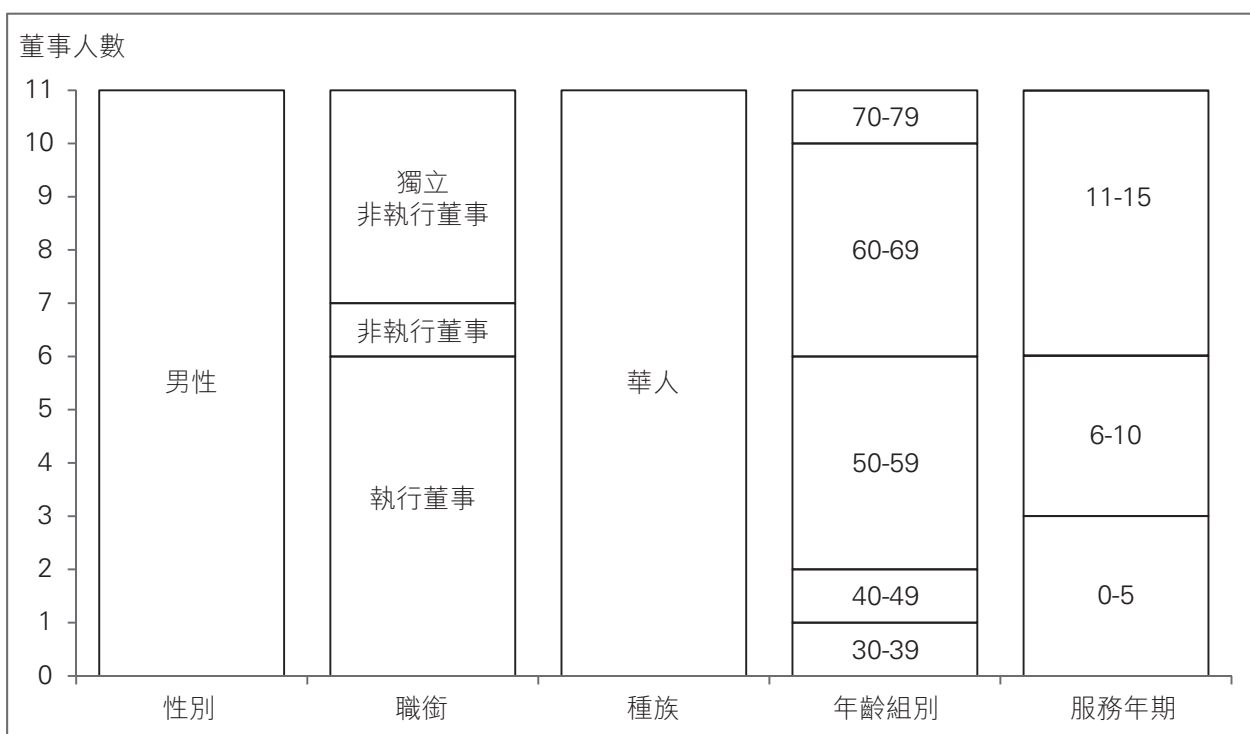 董事人數
11
10
9
8
7
6
5
4
3
2
1
0
男性
獨立
非執行董事
非執行董事
執行董事
華人
70-79
60-69
50-59
40-49
30-39
11-15
6-10
0-5
性別
職銜
種族
年齡組別
服務年期